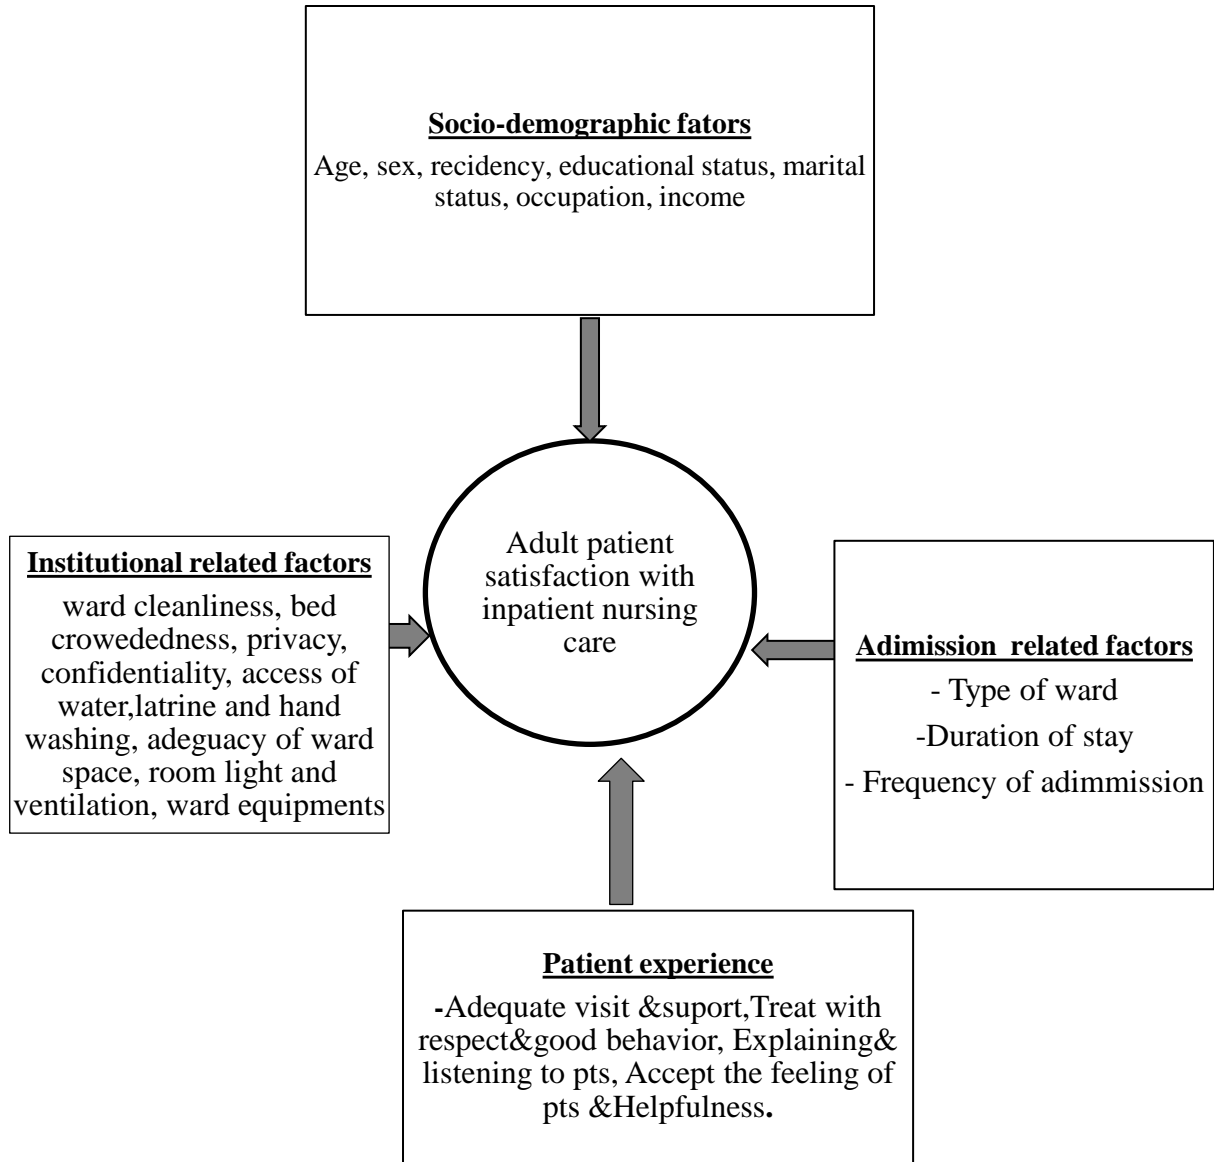 Socio-demographic fators
Age, sex, recidency, educational status, marital
status, occupation, income
Adult patient
satisfaction with
inpatient nursing
care
Institutional related factors
ward cleanliness, bed
crowededness, privacy,
confidentiality, access of
water,latrine and hand
washing, adeguacy of ward
space, room light and
ventilation, ward equipments
Adimission related factors
- Type of ward
-Duration of stay
- Frequency of adimmission
Patient experience
-Adequate visit &suport,Treat with
respect&good behavior, Explaining&
listening to pts, Accept the feeling of
pts &Helpfulness.